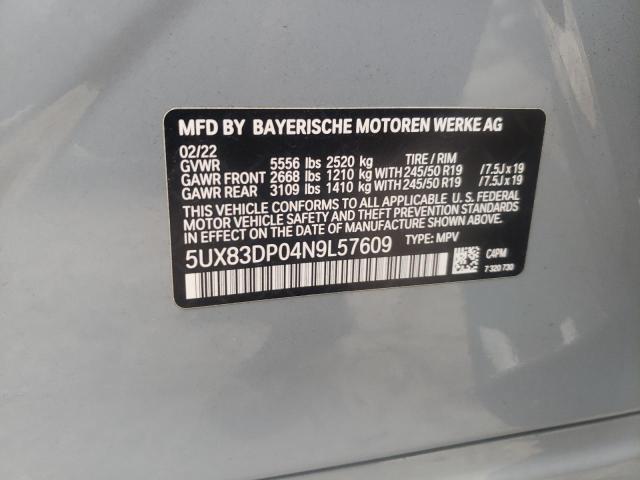 MFD BY BAYERISCHE MOTOREN WERKE AG
02/22
GVWR 5556 lbs 2520 kg TIRE / RIM
GAWR FRONT 2668 lbs 1210 kg WITH 245/50 R19 /7.5J x 19
GAWR REAR 3109 lbs 1410 kg WITH 245/50 R19 /7.5J x 19
THIS VEHICLE CONFORMS TO ALL APPLICABLE U. S. FEDERAL
MOTOR VEHICLE SAFETY AND THEFT PREVENTION STANDARDS
IN EFFECT ON THE DATE OF MANUFACTURE SHOWN ABOVE.
5UX83DP04N9L57609 TYPE: MPV
C4PM
7 320 730